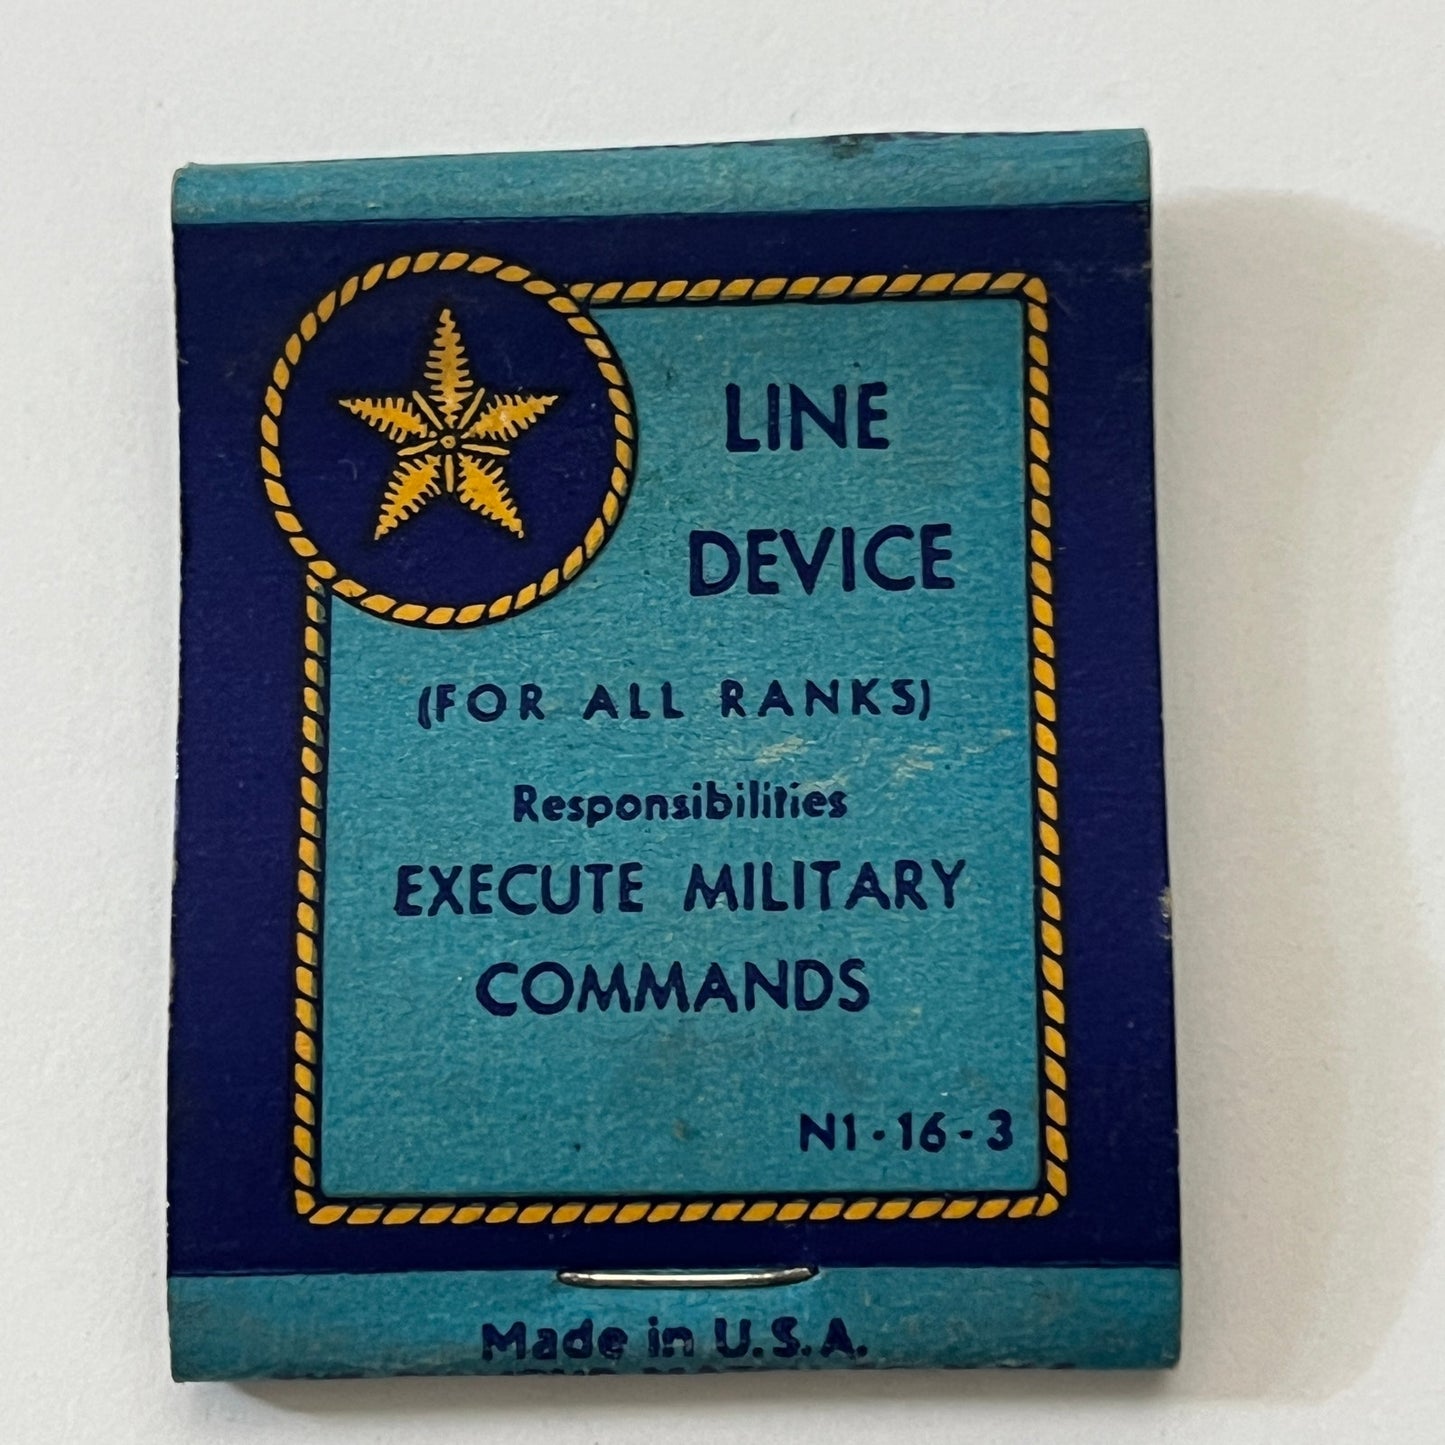 LINE
DEVICE
(FOR ALL RANKS)
Responsibilities
EXECUTE MILITARY
COMMANDS
N1-16-3
Made in U.S.A.